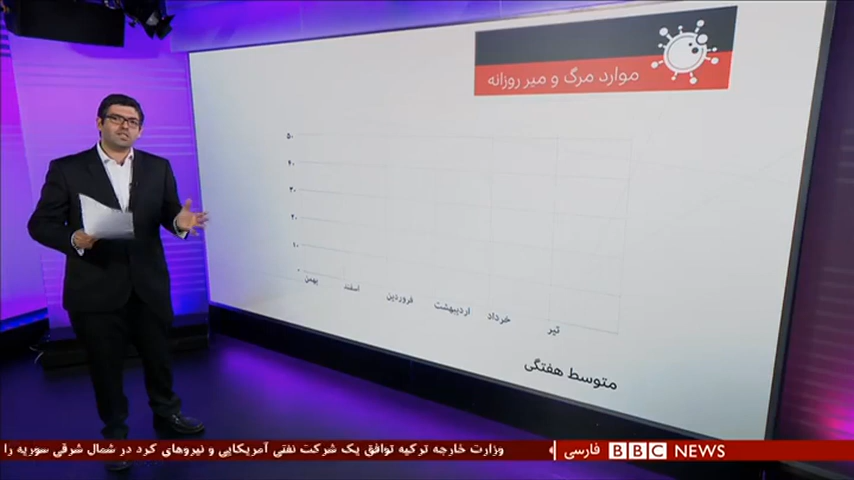 موارد مرگ و میر روزانه
۵۰
۴۰
۳۰
۲۰
۱۰
۰
بهمن
اسفند
فروردین
اردیبهشت
خرداد
تیر
متوسط هفتگی
وزارت خارجه ترکیه توافق یک شرکت نفتی آمریکایی و نیروهای کرد در شمال شرقی سوریه را
BBC NEWS فارسی